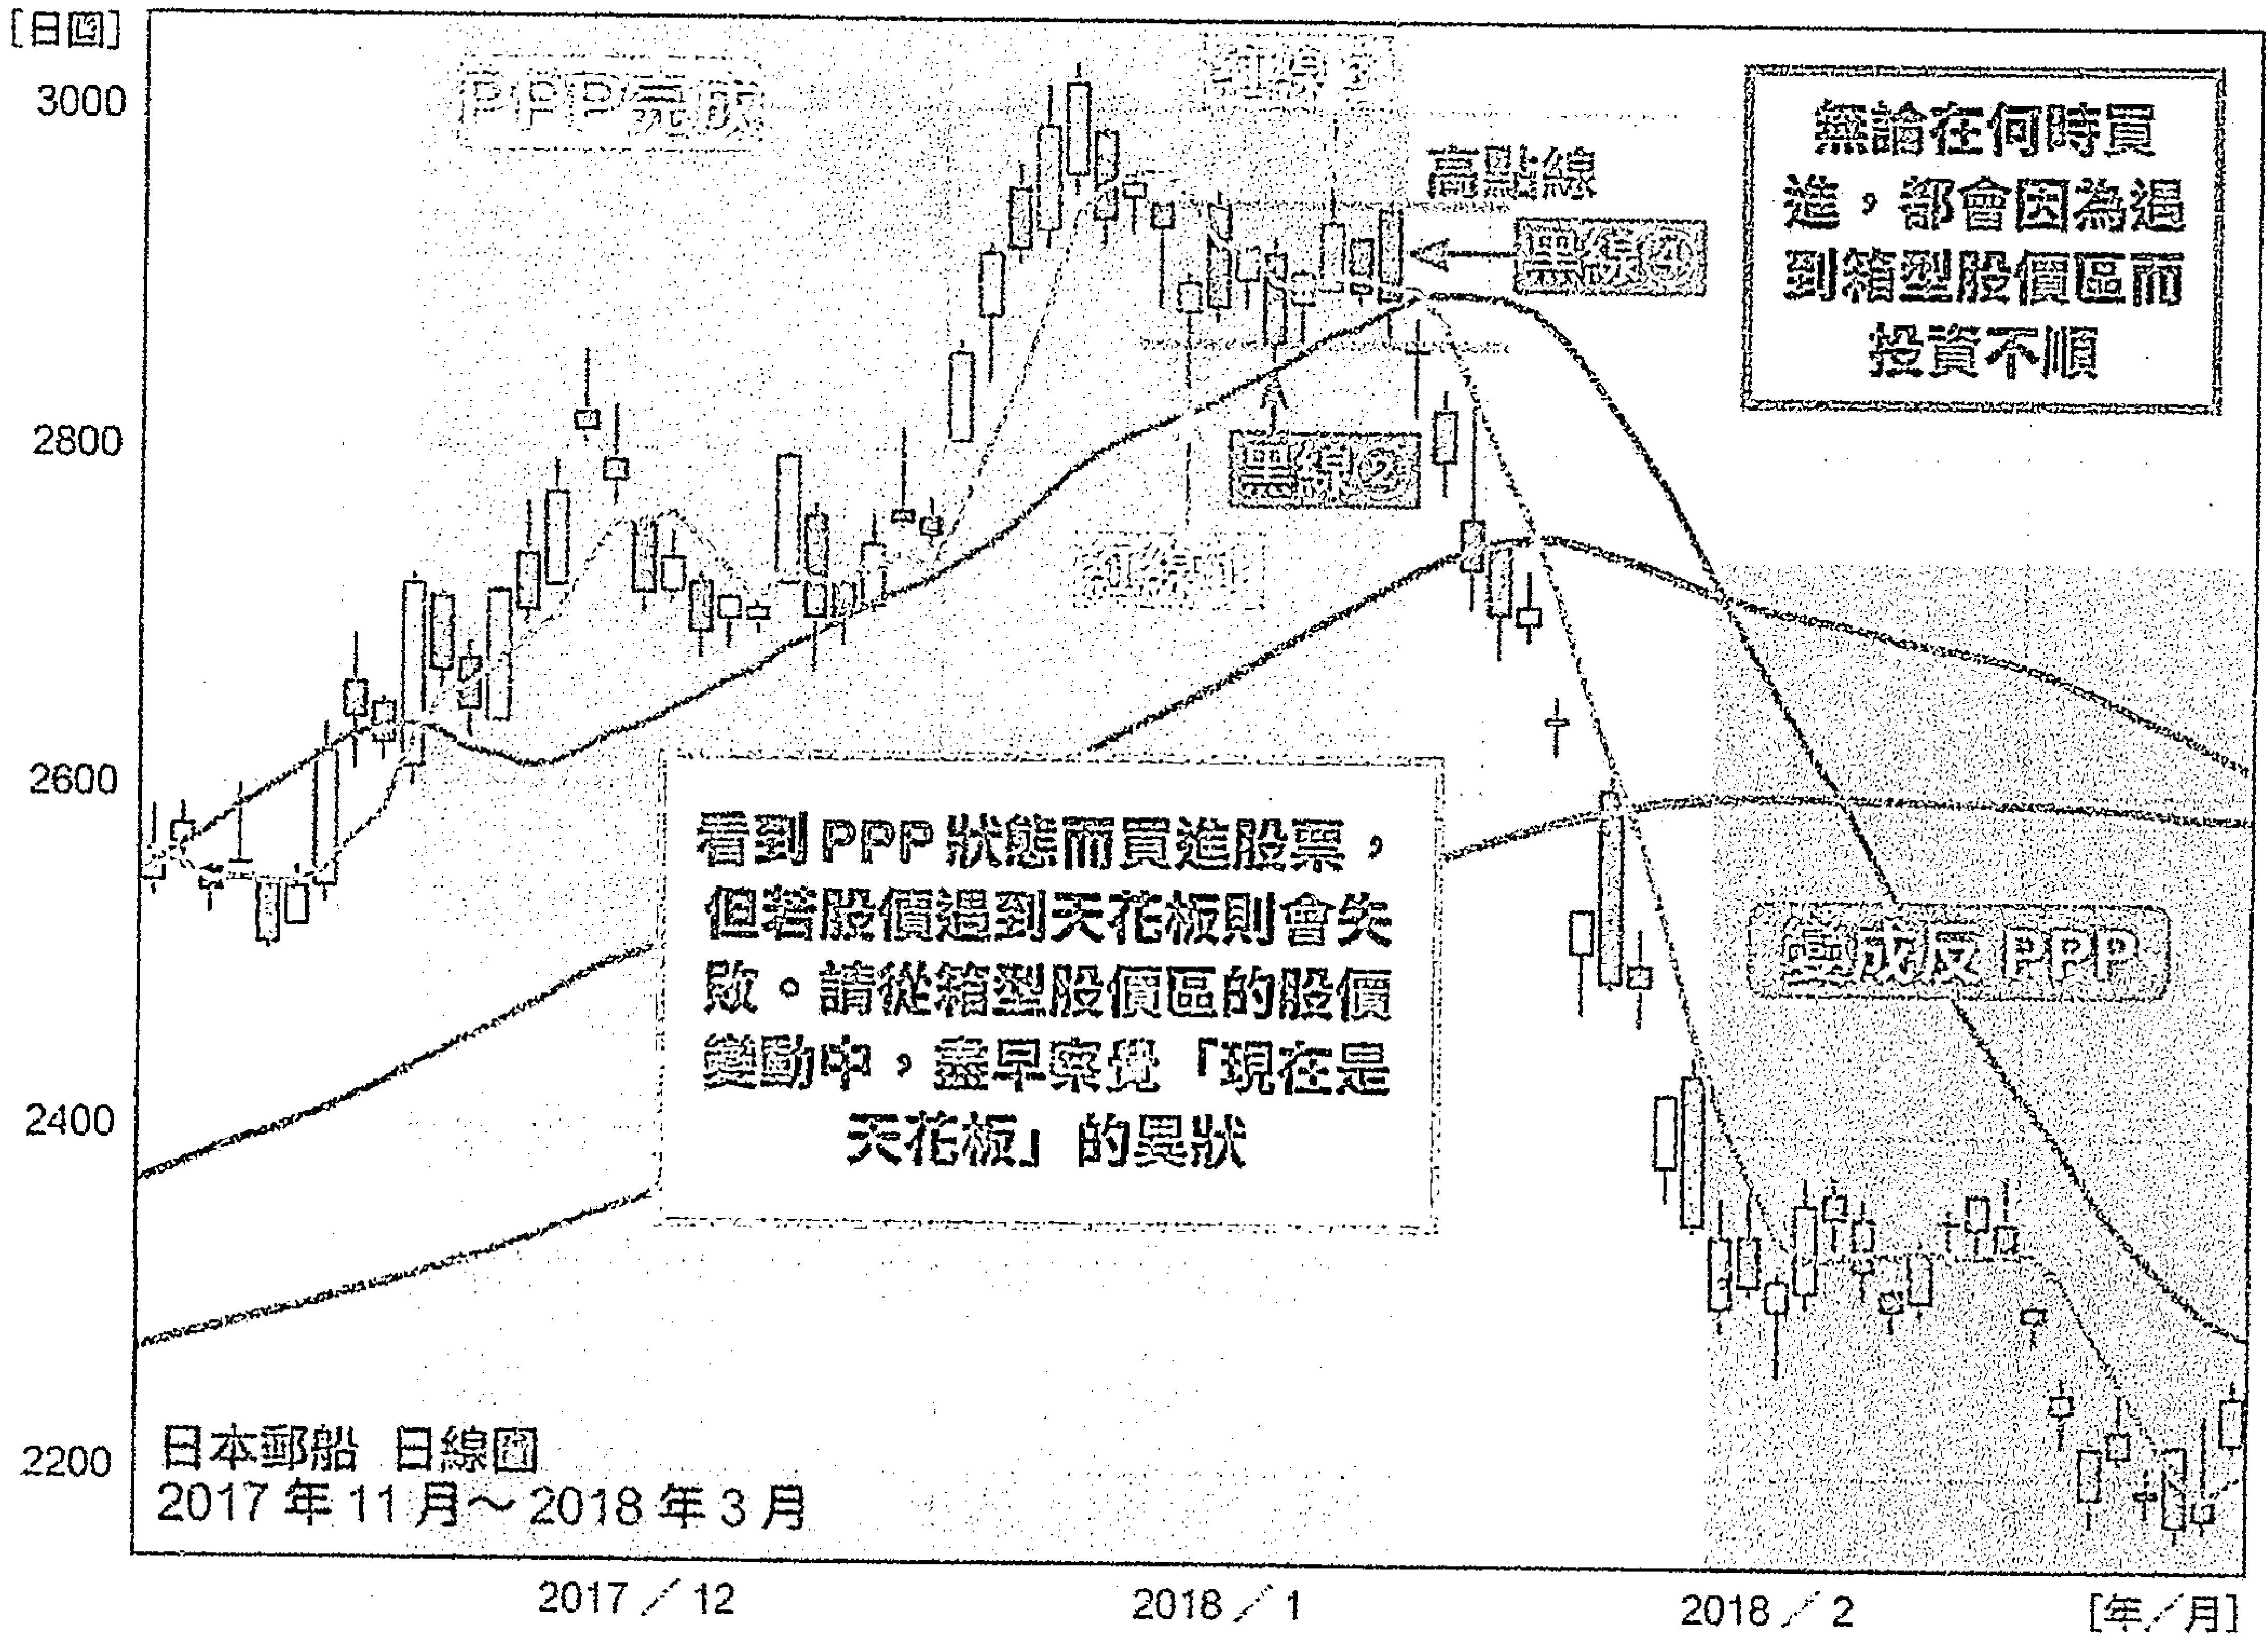 [日圓]
3000
2800
2600
2400
2200
PPP完成
紅線③
高點線
黑線④
黑線②
紅線①
無論在何時買
進，都會因為遇
到箱型股價區而
投資不順
看到PPP狀態而買進股票，
但若股價遇到天花板則會失
敗。請從箱型股價區的股價
變動中，盡早察覺「現在是
天花板」的異狀
變成反PPP
日本郵船 日線圖
2017年11月～2018年3月
2017／12
2018／1
2018／2
[年／月]